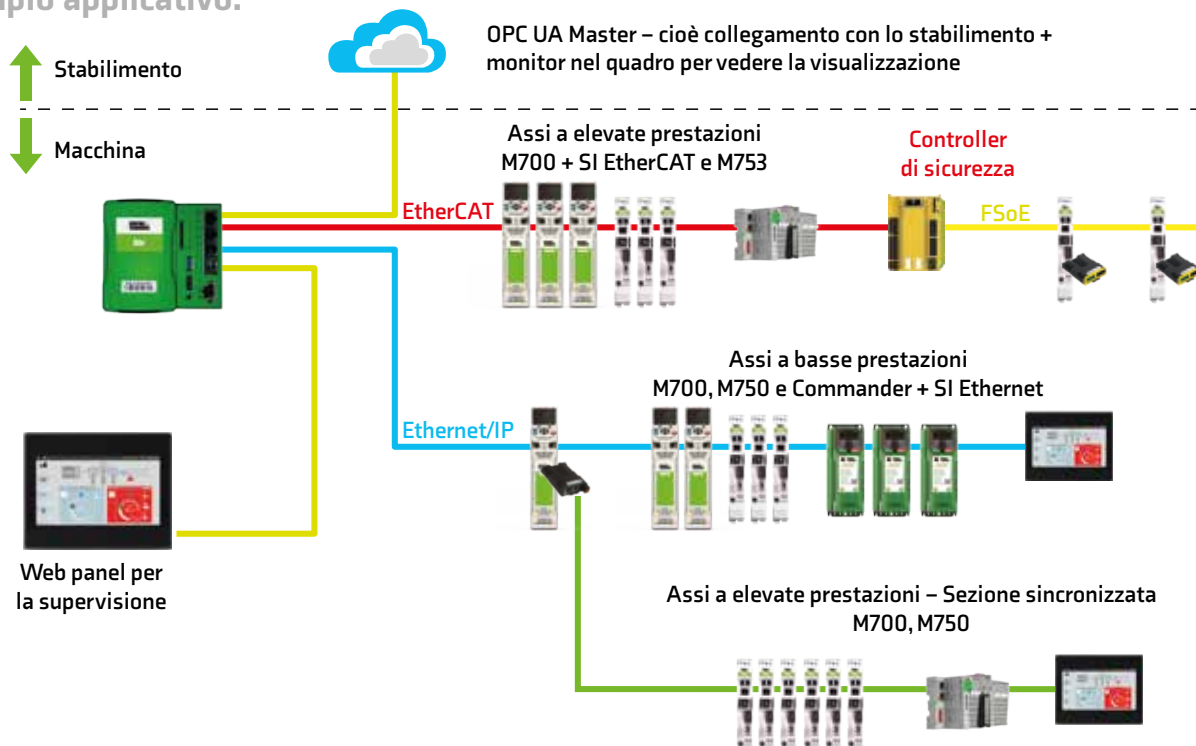 applicativo.
OPC UA Master – cioè collegamento con lo stabilimento +
monitor nel quadro per vedere la visualizzazione
Stabilimento
Macchina
Assi a elevate prestazioni
M700 + SI EtherCAT e M753
Controller
di sicurezza
EtherCAT
FSoE
Assi a basse prestazioni
M700, M750 e Commander + SI Ethernet
Ethernet/IP
Web panel per
la supervisione
Assi a elevate prestazioni – Sezione sincronizzata
M700, M750